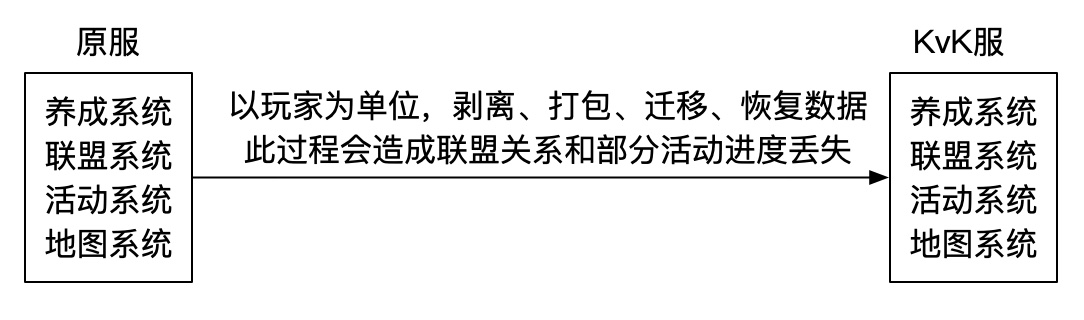 原服
养成系统
联盟系统
活动系统
地图系统
以玩家为单位，剥离、打包、迁移、恢复数据
此过程会造成联盟关系和部分活动进度丢失
KvK服
养成系统
联盟系统
活动系统
地图系统